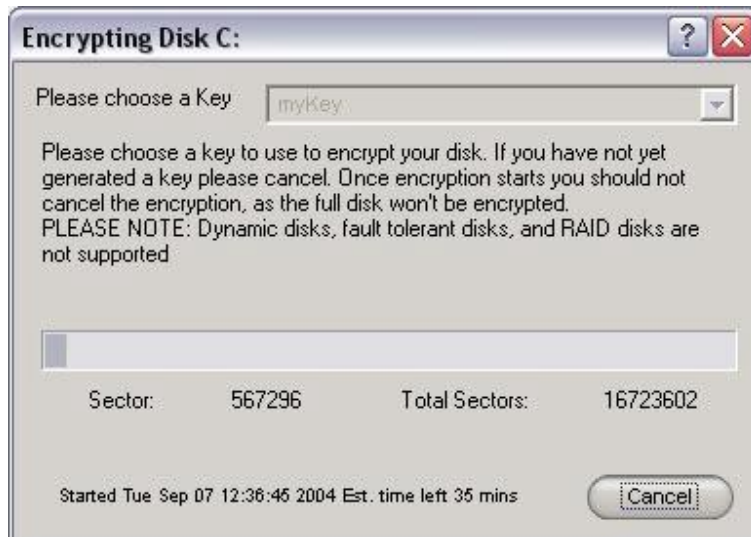 Encrypting Disk C:
Please choose a Key myKey
Please choose a key to use to encrypt your disk. If you have not yet
generated a key please cancel. Once encryption starts you should not
cancel the encryption, as the full disk won't be encrypted.
PLEASE NOTE: Dynamic disks, fault tolerant disks, and RAID disks are
not supported
Sector: 567296 Total Sectors: 16723602
Started Tue Sep 07 12:36:45 2004 Est. time left 35 mins Cancel